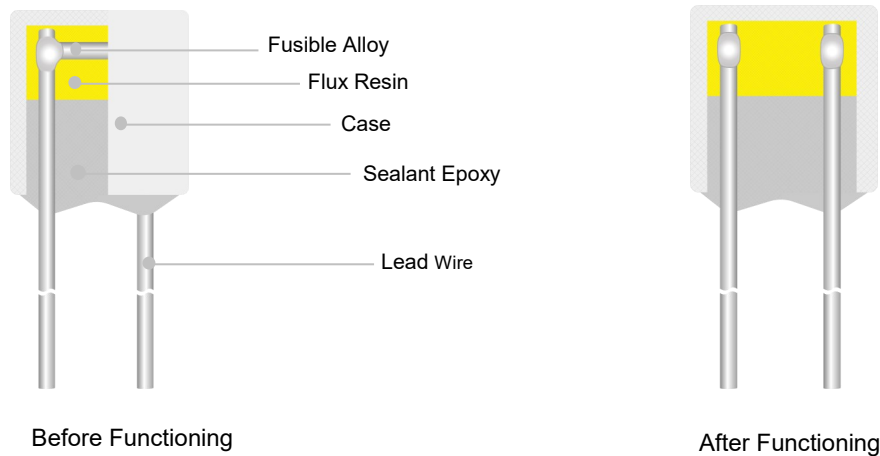 Fusible Alloy
Flux Resin
Case
Sealant Epoxy
Lead Wire
Before Functioning
After Functioning